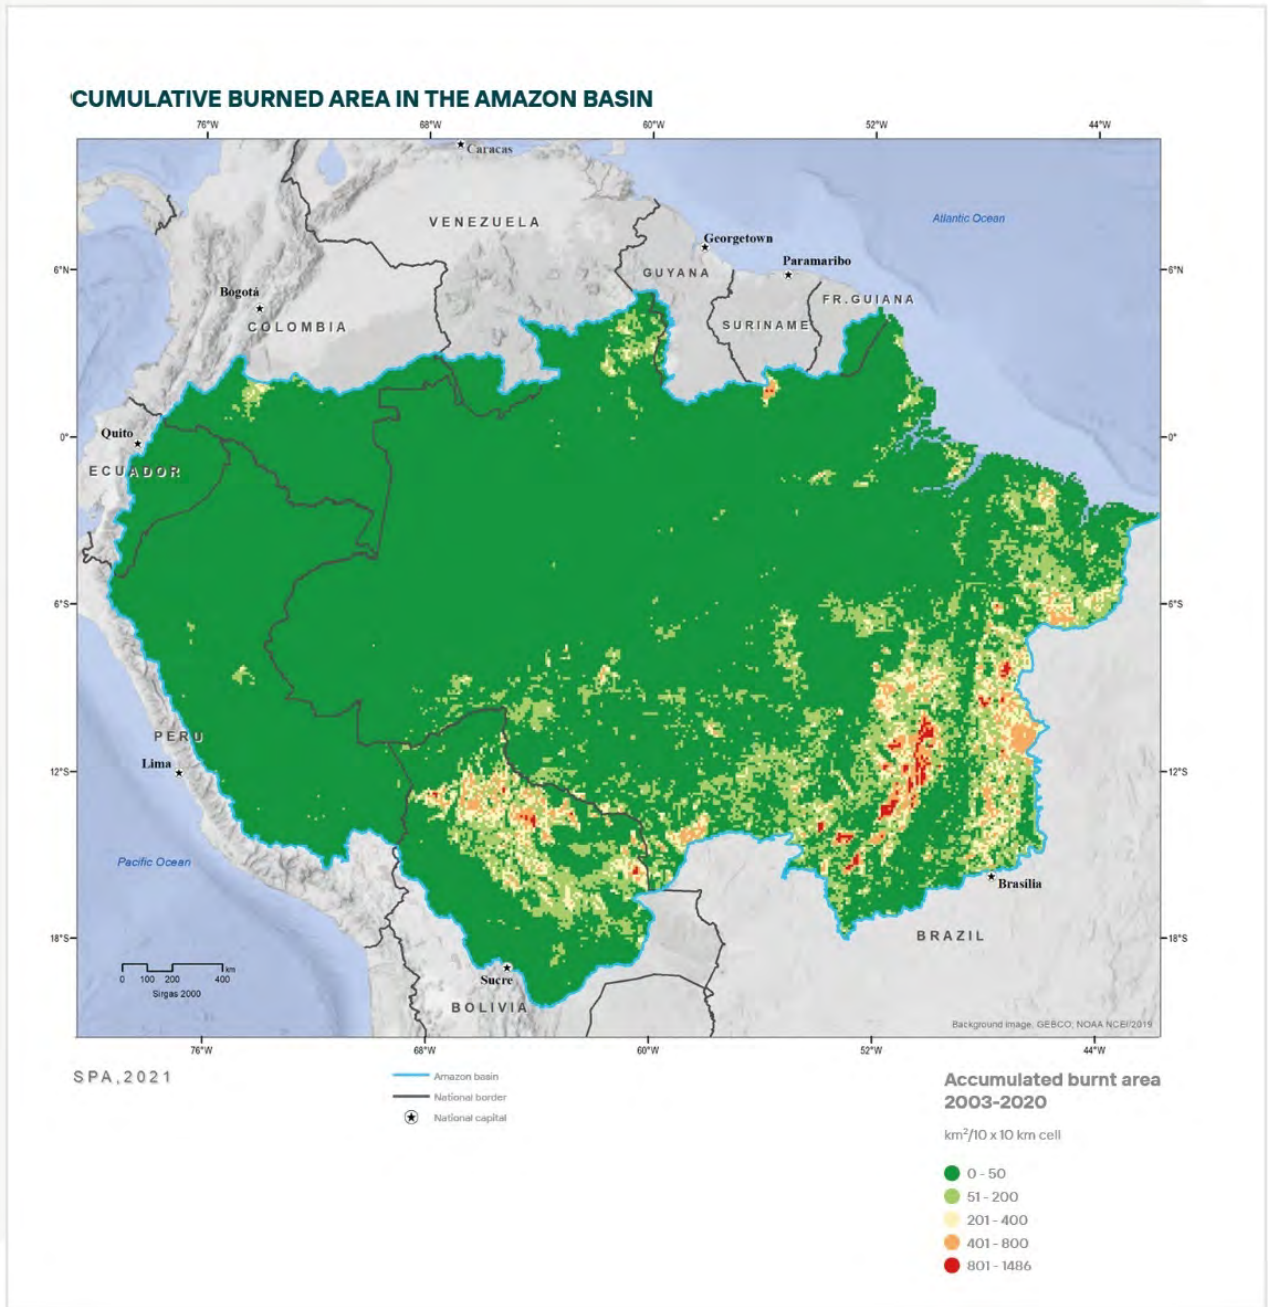 CUMULATIVE BURNED AREA IN THE AMAZON BASIN
76°W
68°W
60°W
52°W
44°W
Caracas
VENEZUELA
Atlantic Ocean
Georgetown
Paramaribo
6°N
GUYANA
6°N
Bogotá
FR.GUIANA
COLOMBIA
SURINAME
Quito
0°
0°
ECUADOR
6°S
6°S
PERU
Lima
12°S
12°S
Pacific Ocean
Brasília
18°S
BRAZIL
18°S
km
0 100 200 400
Sirgas 2000
Sucre
BOLIVIA
Background image, GEBCO; NOAA NCEI/2019
76°W
68°W
60°W
52°W
44°W
SPA,2021
Amazon basin
National border
National capital
Accumulated burnt area
2003-2020
km²/10 x 10 km cell
0 - 50
51 - 200
201 - 400
401 - 800
801 - 1486